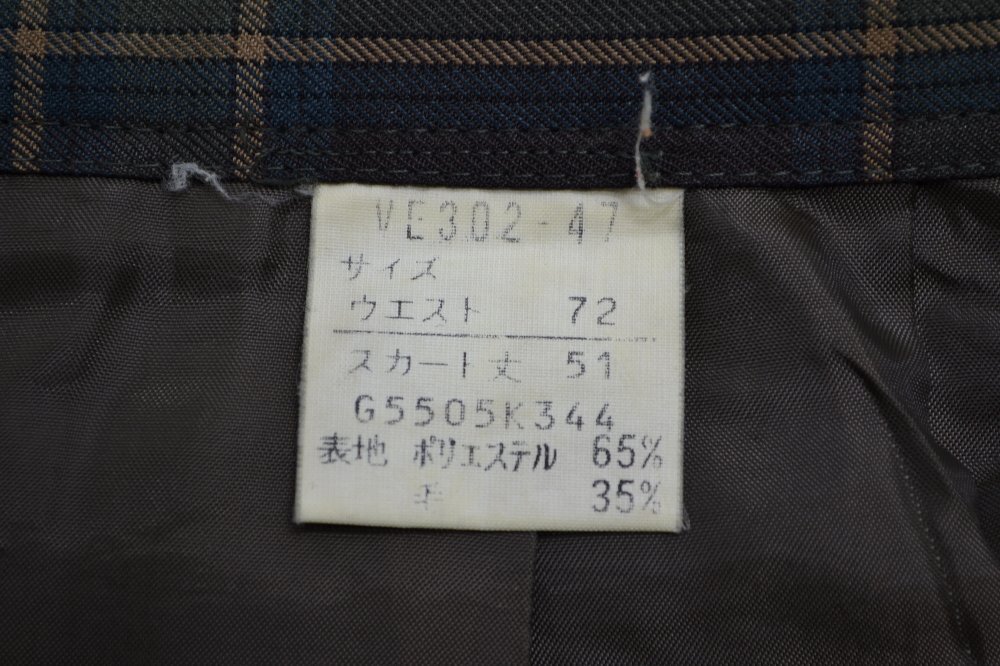 VE302-47
サイズ
ウエスト 72
スカート丈 51
G5505K344
表地 ポリエステル 65%
毛 35%